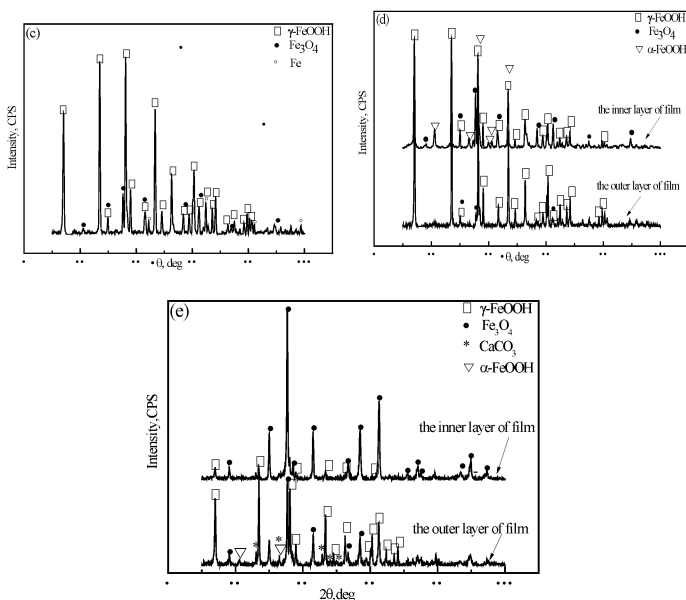 (c)
γ-FeOOH
Fe3O4
Fe
Intensity, CPS
θ, deg
(d)
γ-FeOOH
Fe3O4
α-FeOOH
Intensity, CPS
the inner layer of film
the outer layer of film
θ, deg
(e)
γ-FeOOH
Fe3O4
* CaCO3
α-FeOOH
Intensity,CPS
the inner layer of film
the outer layer of film
2θ,deg